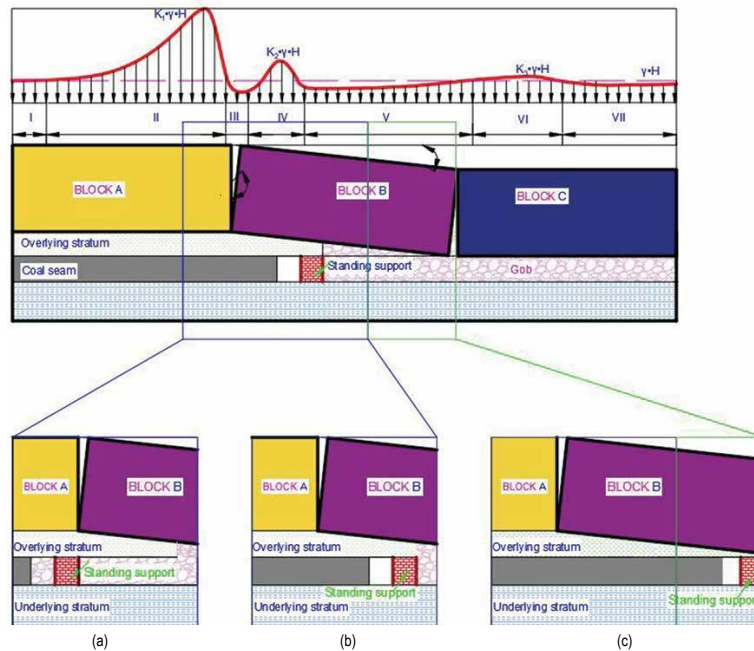 K₁·γ·H
K₂·γ·H
K₃·γ·H
γ·H
I
II
III
IV
V
VI
VII
BLOCK A
BLOCK B
BLOCK C
Overlying stratum
Coal seam
Standing support
Gob
BLOCK A
BLOCK B
Overlying stratum
Standing support
Underlying stratum
BLOCK A
BLOCK B
Overlying stratum
Standing support
Underlying stratum
BLOCK A
BLOCK B
Overlying stratum
Standing support
Underlying stratum
(a)
(b)
(c)